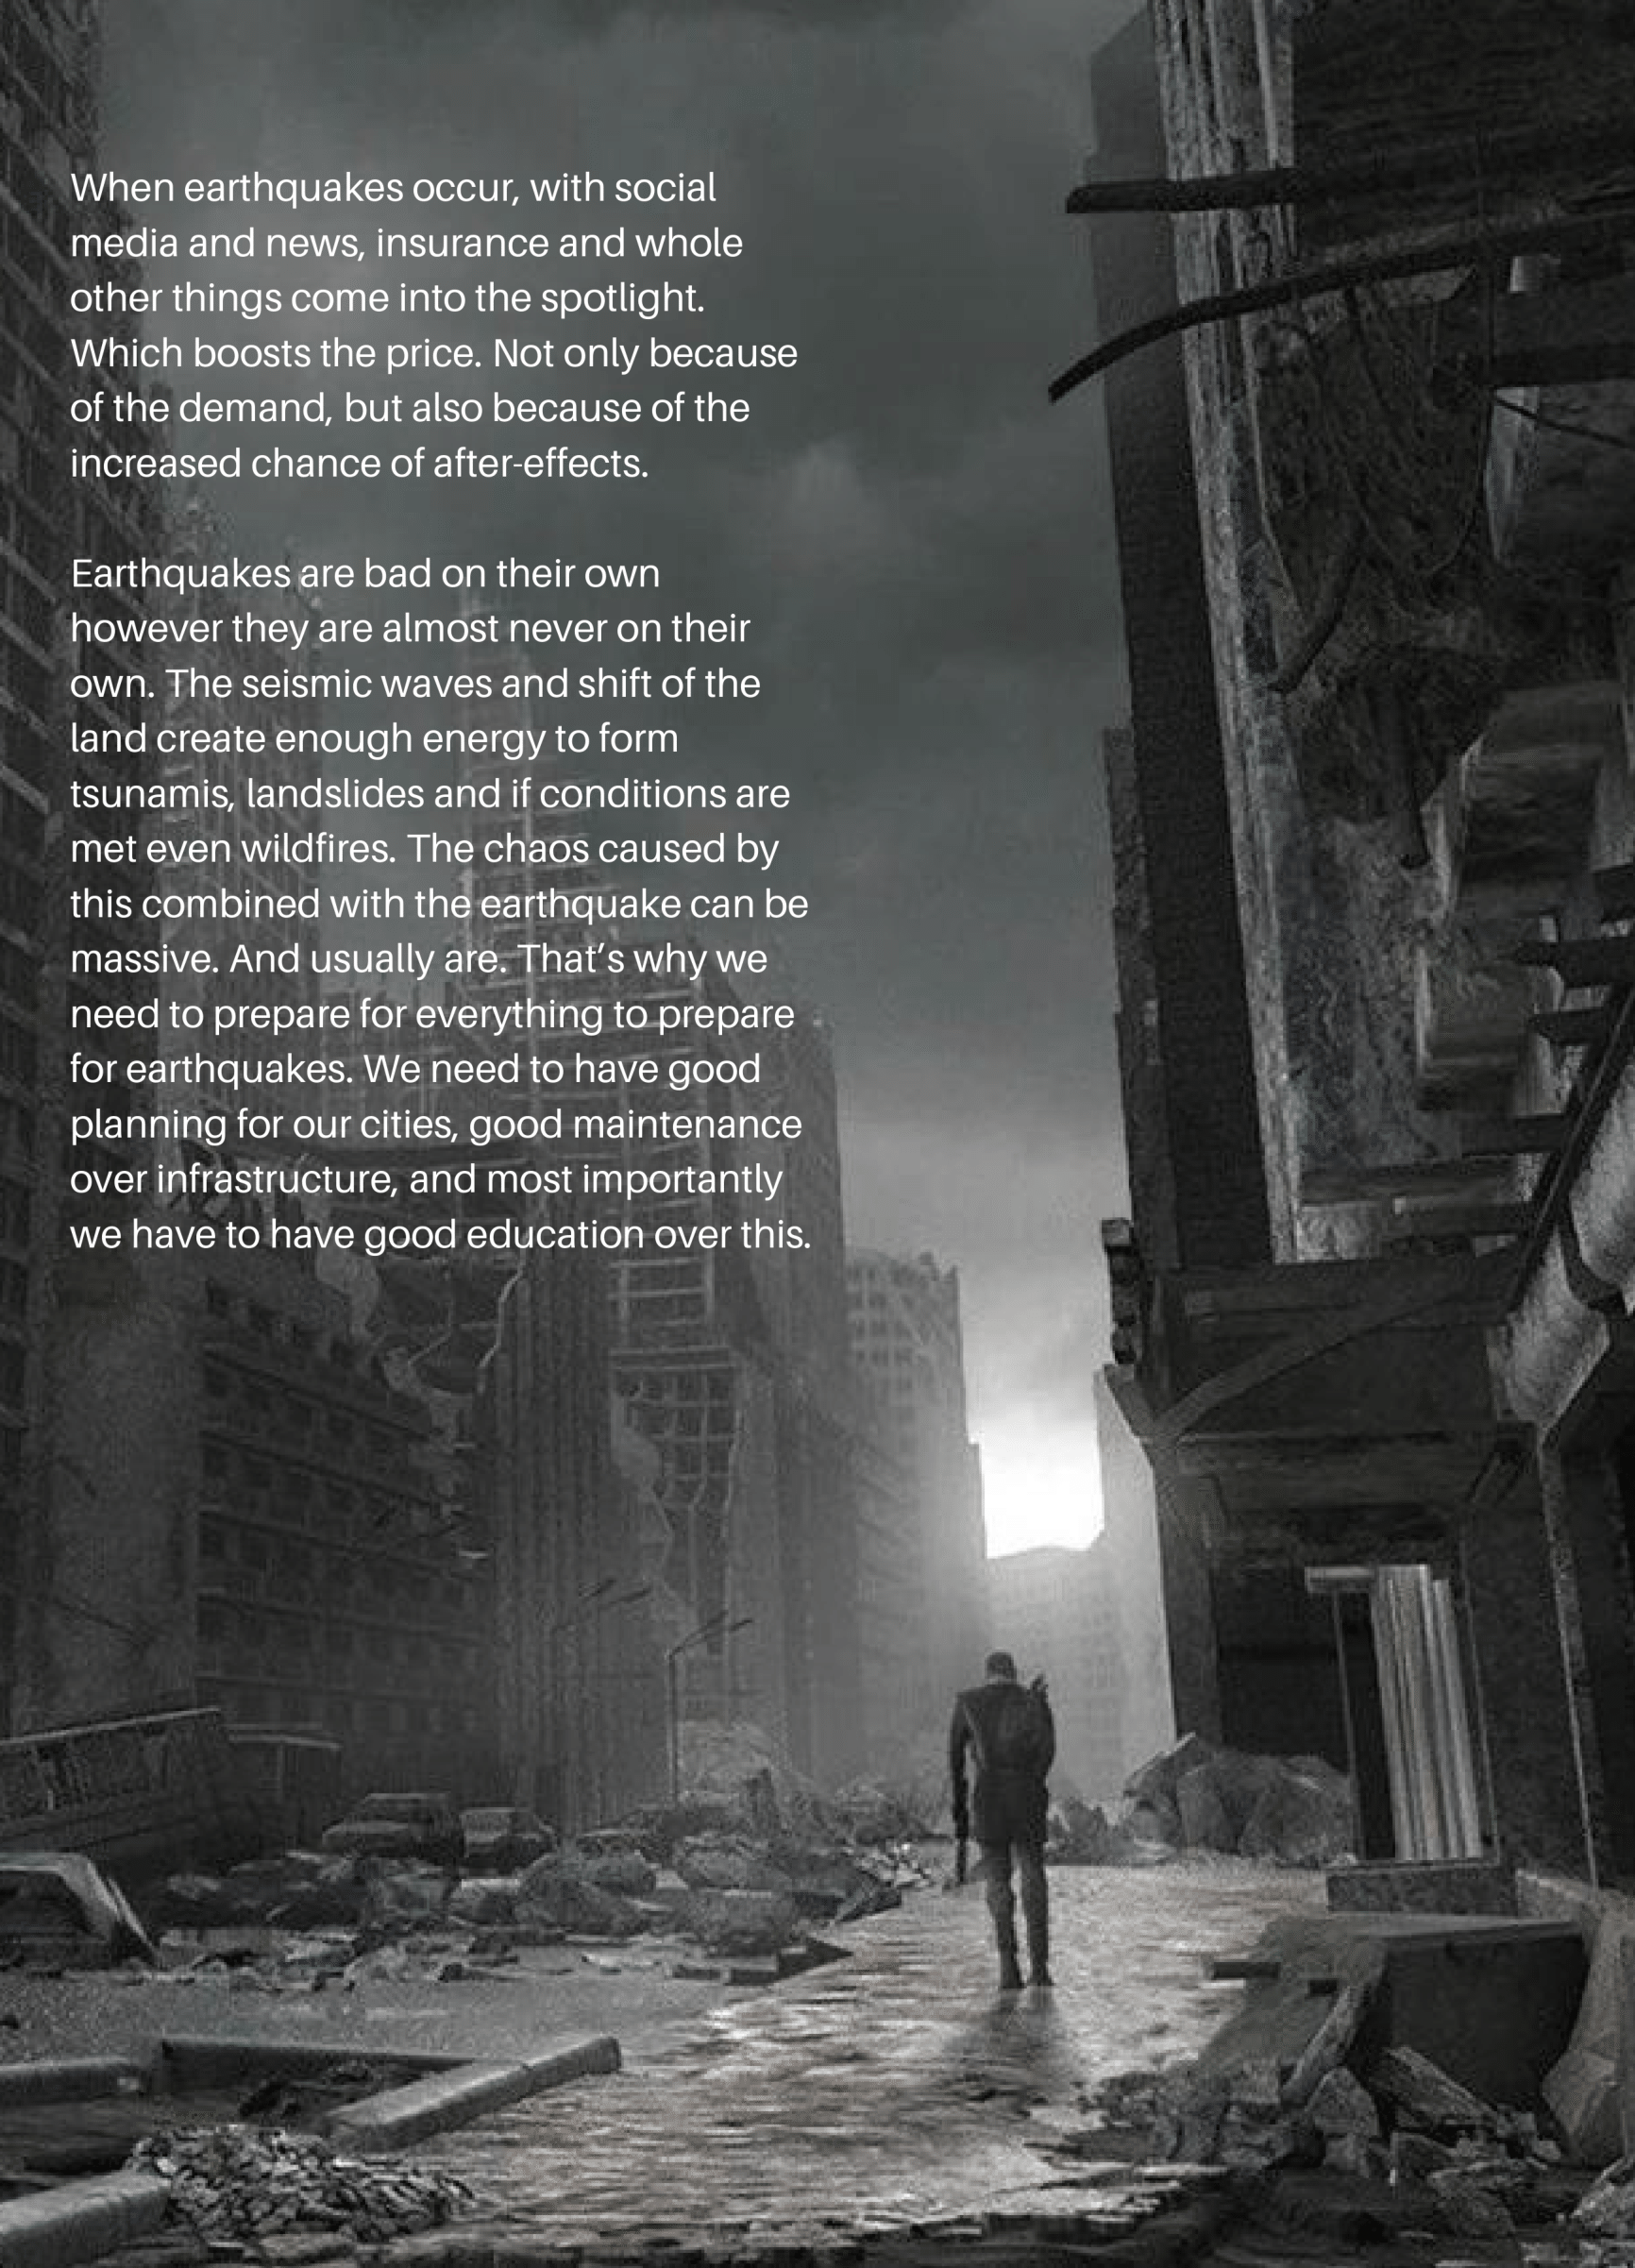 When earthquakes occur, with social
media and news, insurance and whole
other things come into the spotlight.
Which boosts the price. Not only because
of the demand, but also because of the
increased chance of after-effects.
Earthquakes are bad on their own
however they are almost never on their
own. The seismic waves and shift of the
land create enough energy to form
tsunamis, landslides and if conditions are
met even wildfires. The chaos caused by
this combined with the earthquake can be
massive. And usually are. That’s why we
need to prepare for everything to prepare
for earthquakes. We need to have good
planning for our cities, good maintenance
over infrastructure, and most importantly
we have to have good education over this.